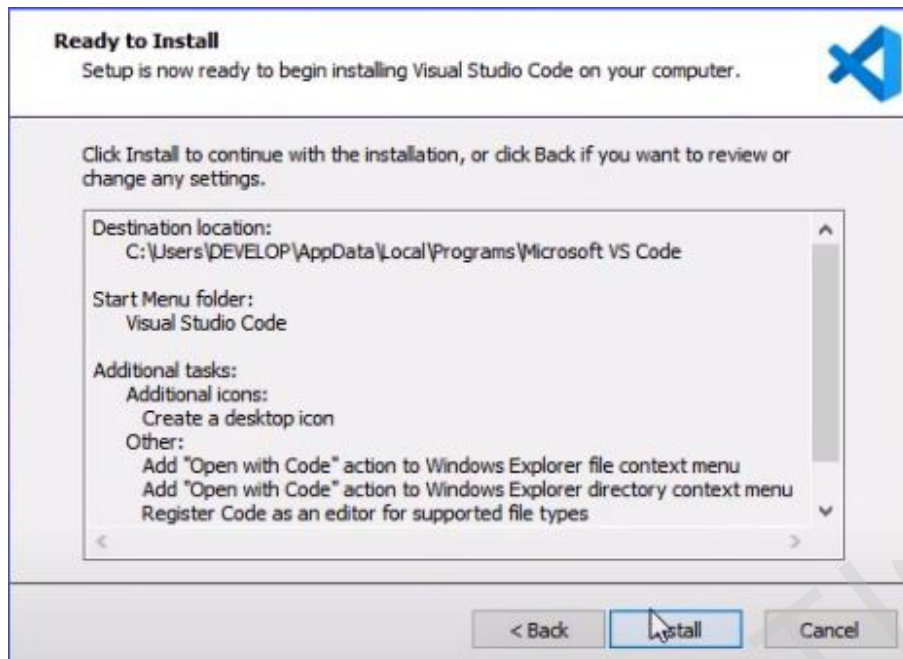 Ready to Install
Setup is now ready to begin installing Visual Studio Code on your computer.
Click Install to continue with the installation, or click Back if you want to review or
change any settings.
Destination location:
C:\Users\DEVELOP\AppData\Local\Programs\Microsoft VS Code
Start Menu folder:
Visual Studio Code
Additional tasks:
Additional icons:
Create a desktop icon
Other:
Add "Open with Code" action to Windows Explorer file context menu
Add "Open with Code" action to Windows Explorer directory context menu
Register Code as an editor for supported file types
< Back
Install
Cancel